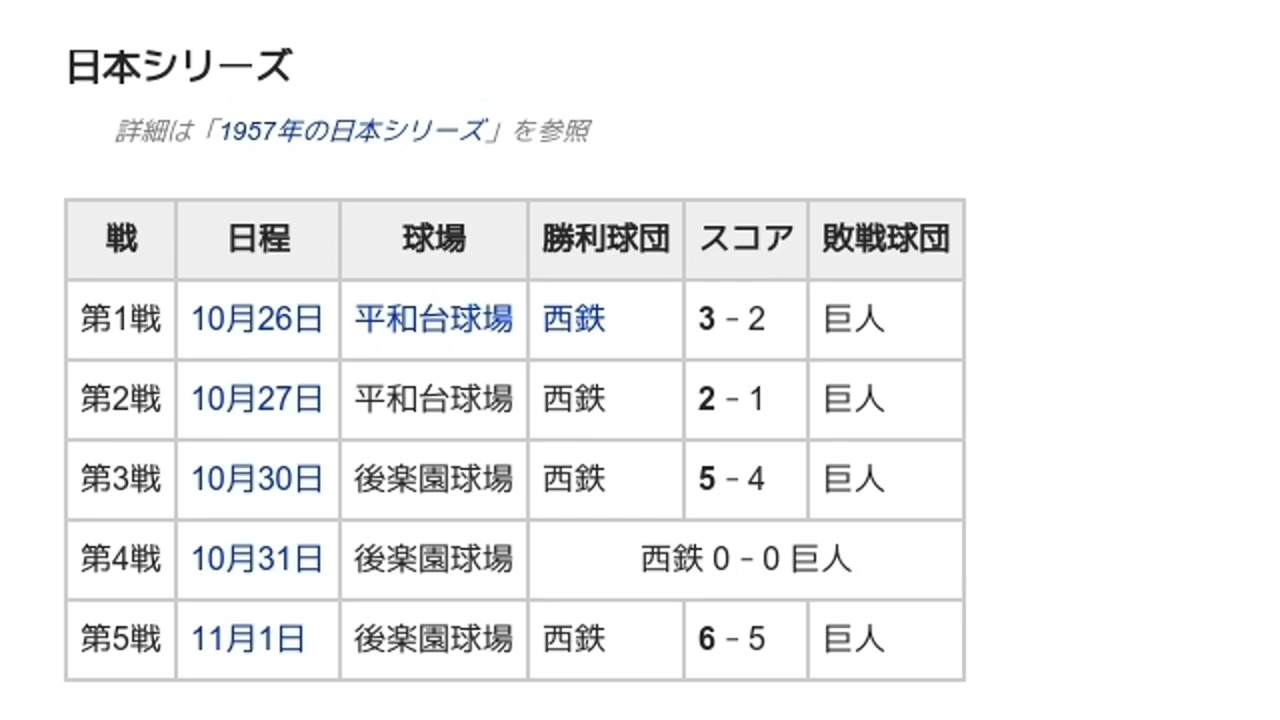 日本シリーズ
詳細は「1957年の日本シリーズ」を参照
戦 日程 球場 勝利球団 スコア 敗戦球団
第1戦 10月26日 平和台球場 西鉄 3 - 2 巨人
第2戦 10月27日 平和台球場 西鉄 2 - 1 巨人
第3戦 10月30日 後楽園球場 西鉄 5 - 4 巨人
第4戦 10月31日 後楽園球場 西鉄 0 - 0 巨人
第5戦 11月1日 後楽園球場 西鉄 6 - 5 巨人